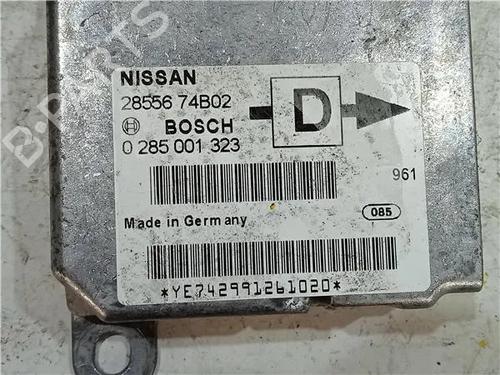 NISSAN
28556 74B02
D
BOSCH
0 285 001 323
961
085
Made in Germany
*YE742991261020*
B-PARTS